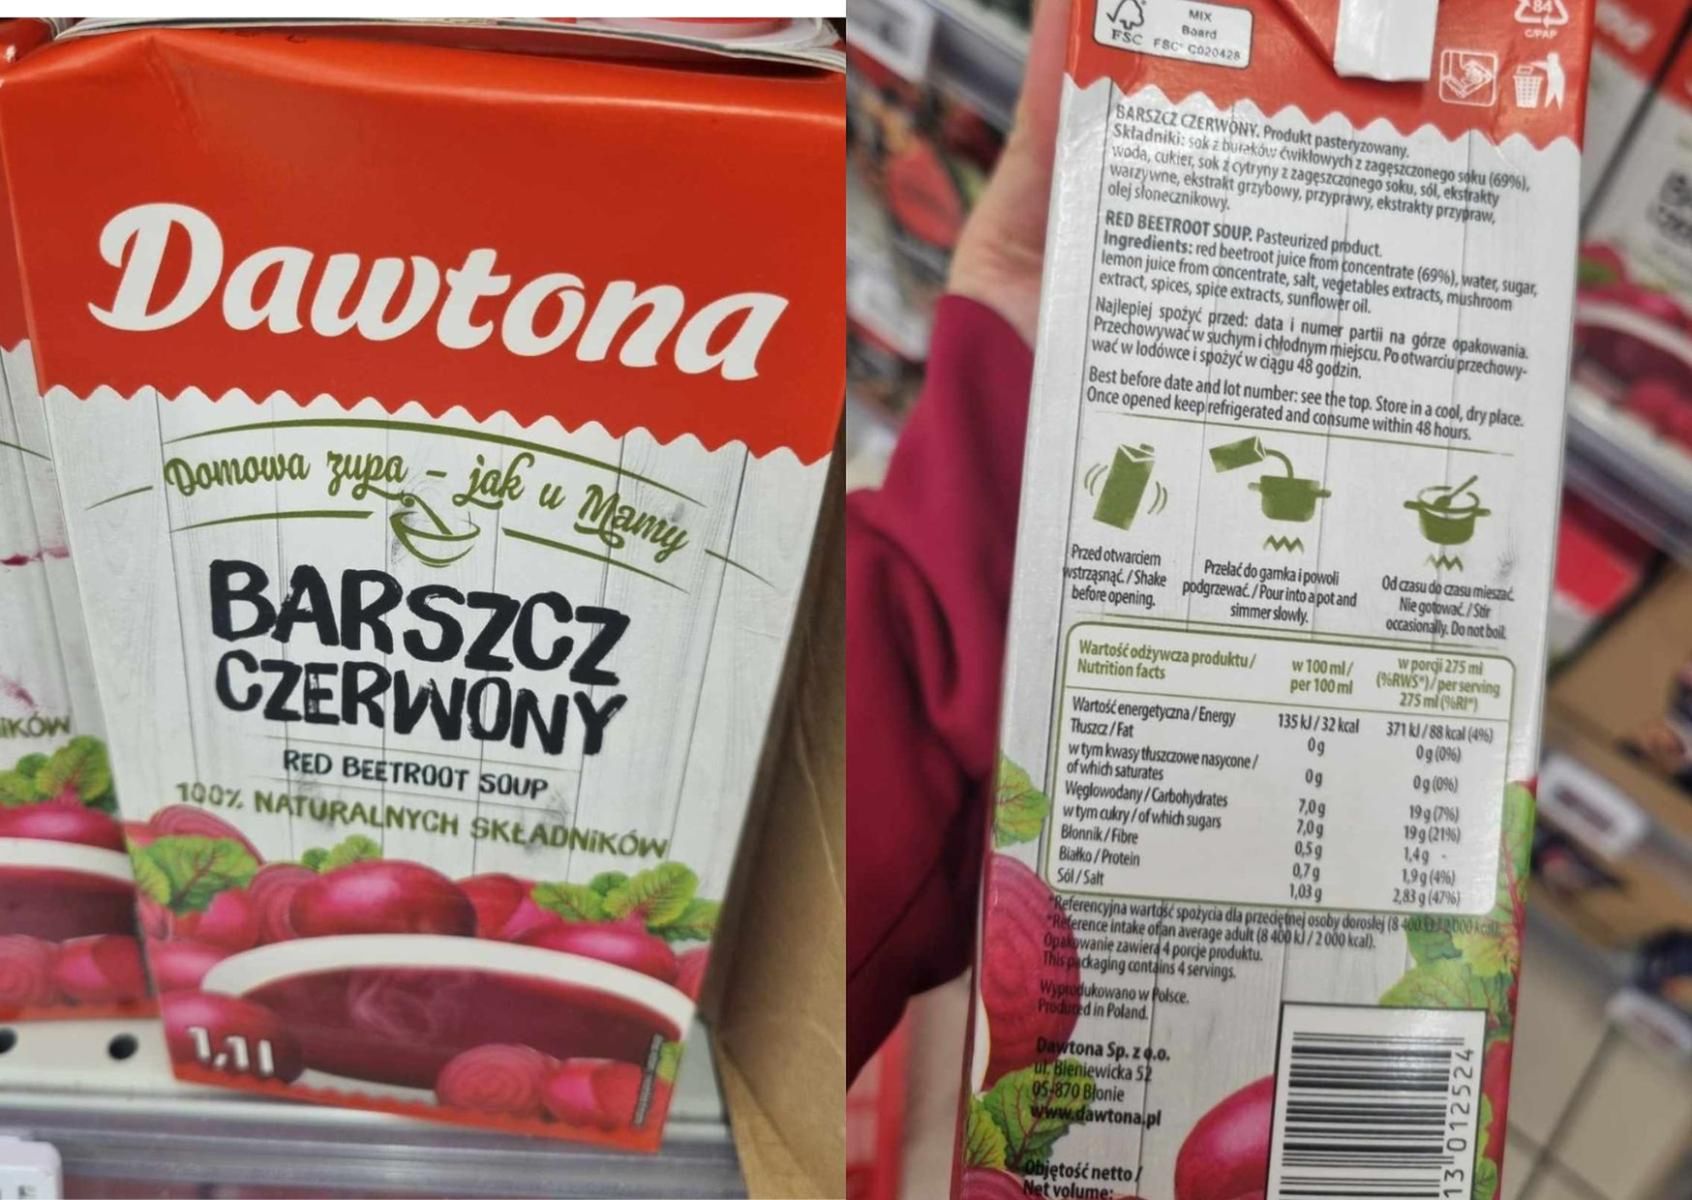 Dawtona
Domowa zupa - jak u Mamy
BARSZCZ
CZERWONY
RED BEETROOT SOUP
100% NATURALNYCH SKŁADNIKÓW
1,1 l
IKÓW
FSC
MIX
Board
FSC® C020428
84
C/PAP
BARSZCZ CZERWONY. Produkt pasteryzowany.
Składniki: sok z buraków ćwikłowych z zagęszczonego soku (69%),
woda, cukier, sok z cytryny z zagęszczonego soku, sól, ekstrakty
warzywne, ekstrakt grzybowy, przyprawy, ekstrakty przypraw,
olej słonecznikowy.
RED BEETROOT SOUP. Pasteurized product.
Ingredients: red beetroot juice from concentrate (69%), water, sugar,
lemon juice from concentrate, salt, vegetables extracts, mushroom
extract, spices, spice extracts, sunflower oil.
Najlepiej spożyć przed: data i numer partii na górze opakowania.
Przechowywać w suchym i chłodnym miejscu. Po otwarciu przechowy-
wać w lodówce i spożyć w ciągu 48 godzin.
Best before date and lot number: see the top. Store in a cool, dry place.
Once opened keep refrigerated and consume within 48 hours.
Przed otwarciem
wstrząsnąć. / Shake
before opening.
Przelać do garnka i powoli
podgrzewać. / Pour into a pot and
simmer slowly.
Od czasu do czasu mieszać.
Nie gotować. / Stir
occasionally. Do not boil.
Wartość odżywcza produktu / Nutrition facts w 100 ml / per 100 ml w porcji 275 ml (%RWS*) / per serving 275 ml (%RI*)
Wartość energetyczna / Energy 135 kJ / 32 kcal 371 kJ / 88 kcal (4%)
Tłuszcz / Fat 0 g 0 g (0%)
w tym kwasy tłuszczowe nasycone /
of which saturates 0 g 0 g (0%)
Węglowodany / Carbohydrates 7,0 g 19 g (7%)
w tym cukry / of which sugars 7,0 g 19 g (21%)
Błonnik / Fibre 0,5 g 1,4 g -
Białko / Protein 0,7 g 1,9 g (4%)
Sól / Salt 1,03 g 2,83 g (47%)
*Referencyjna wartość spożycia dla przeciętnej osoby dorosłej (8 400 kJ / 2 000 kcal).
*Reference intake of an average adult (8 400 kJ / 2 000 kcal).
Opakowanie zawiera 4 porcje produktu.
This packaging contains 4 servings.
Wyprodukowano w Polsce.
Produced in Poland.
Dawtona Sp. z o.o.
ul. Bieniewicka 52
05-870 Błonie
www.dawtona.pl
Objętość netto /
Net volume:
13 012524